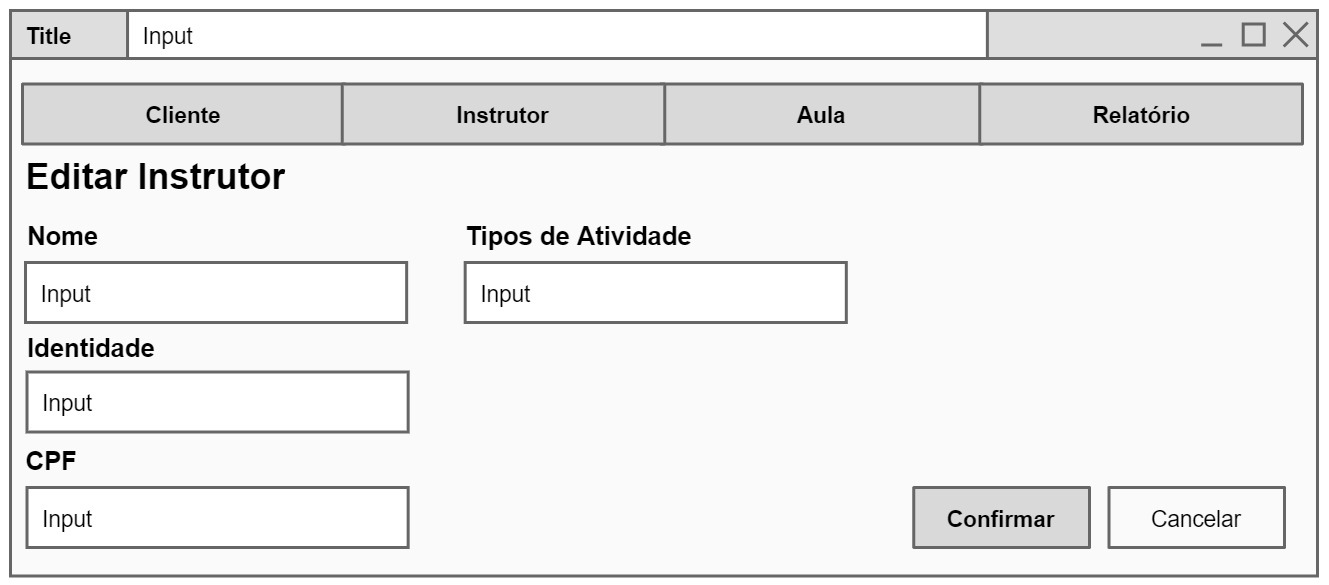 Title Input
Cliente Instrutor Aula Relatório
Editar Instrutor
Nome Tipos de Atividade
Input Input
Identidade
Input
CPF
Input Confirmar Cancelar